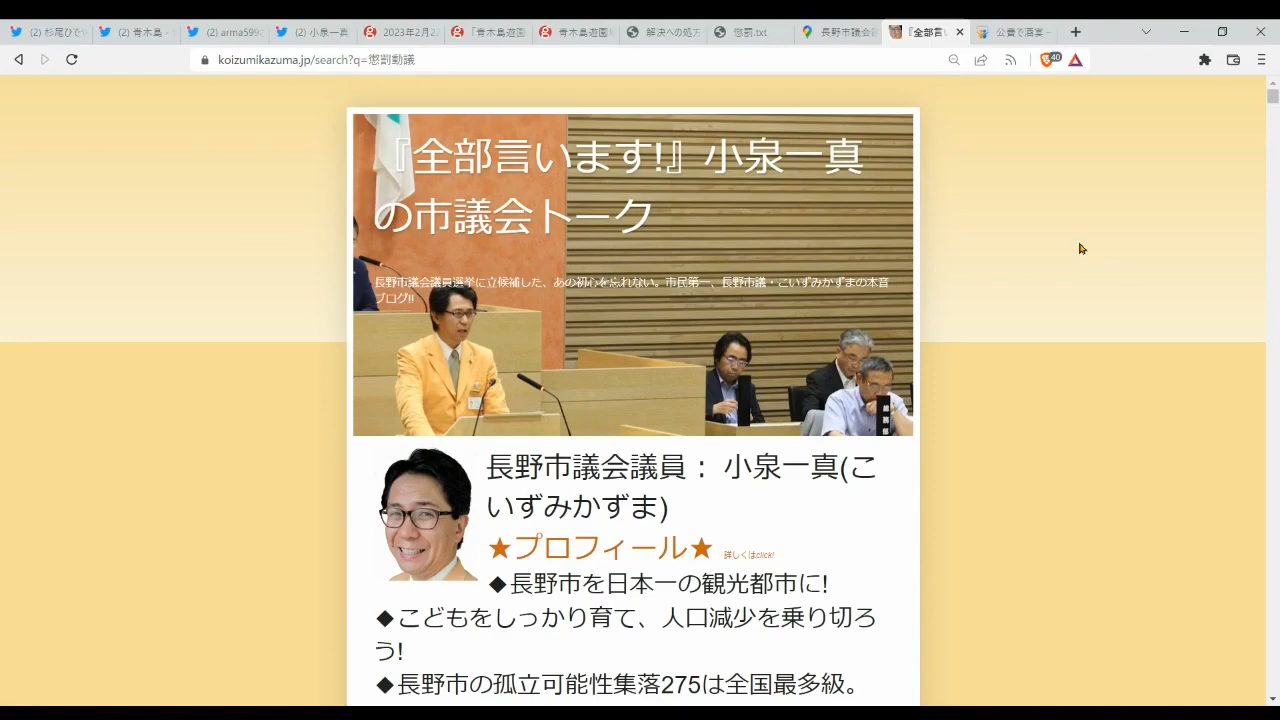 (2) 杉尾ひで
(2) 青木島
(2) arma599
(2) 小泉一真
2023年2月2
「青木島遊園
青木島遊園
解決への処方
懲罰.txt
長野市議会
『全部言い
公費で酒宴
koizumikazuma.jp/search?q=懲罰動議
40
『全部言います!』小泉一真
の市議会トーク
長野市議会議員選挙に立候補した、あの初心を忘れない。市民第一、長野市議・こいずみかずまの本音
ブログ!!
長野市議会議員： 小泉一真(こ
いずみかずま)
★プロフィール★ 詳しくはclick!
◆長野市を日本一の観光都市に!
◆こどもをしっかり育て、人口減少を乗り切ろ
う!
◆長野市の孤立可能性集落275は全国最多級。